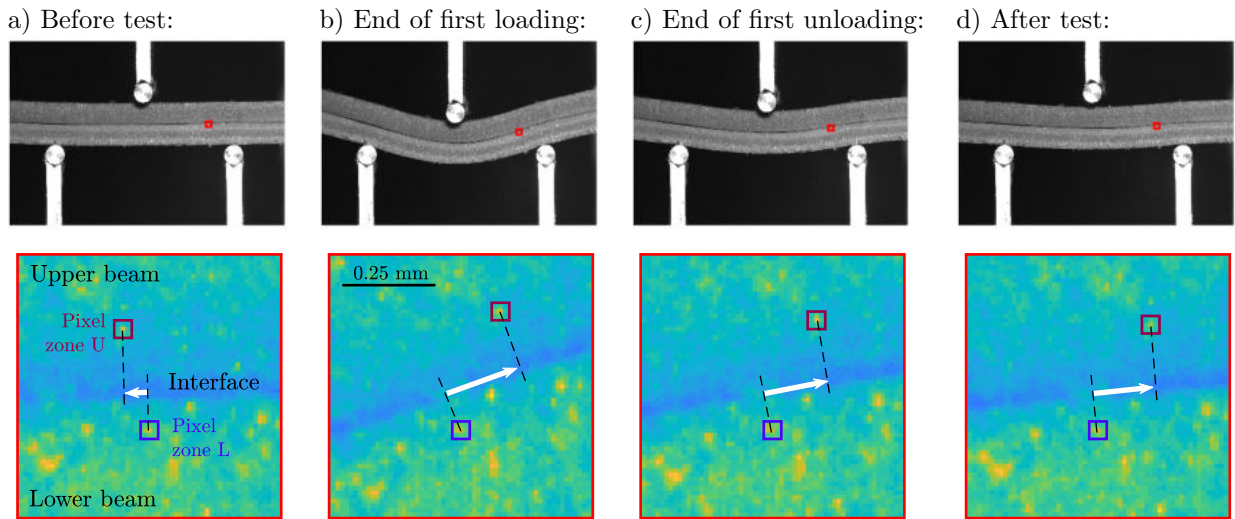 a) Before test:
b) End of first loading:
c) End of first unloading:
d) After test:
Upper beam
0.25 mm
Pixel
zone U
Interface
Pixel
zone L
Lower beam